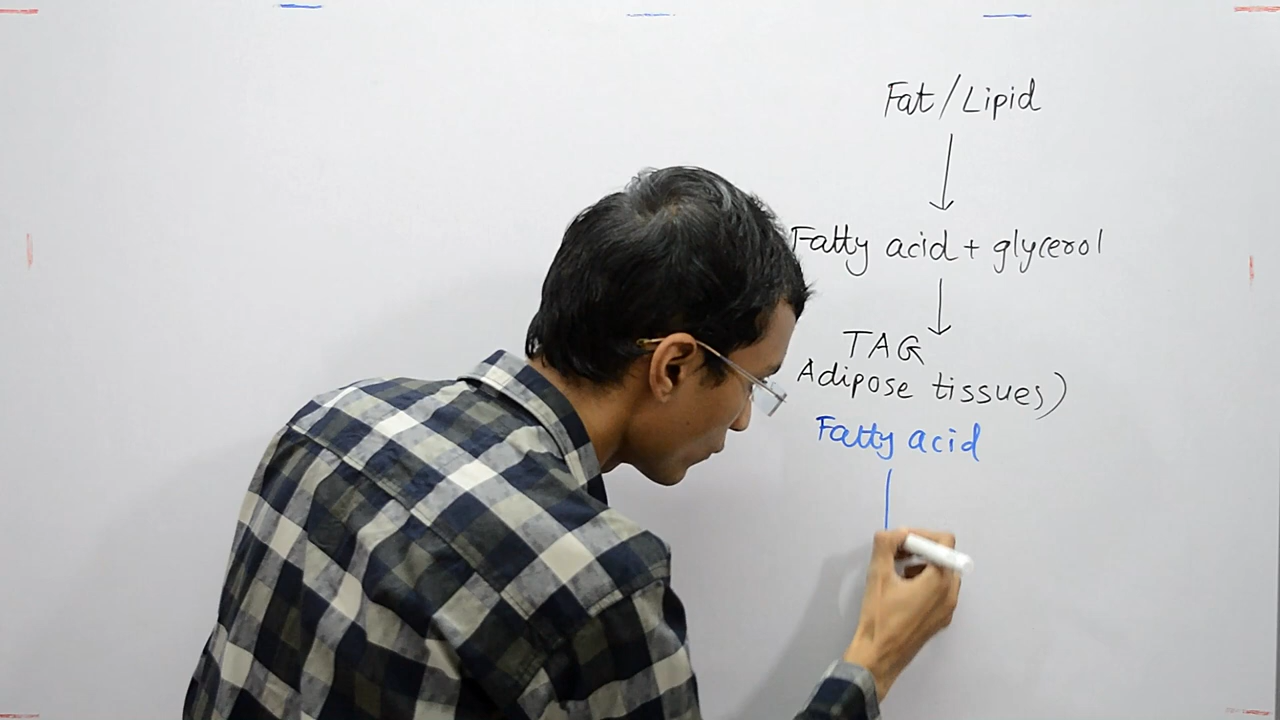 Fat/Lipid
Fatty acid + glycerol
TAG
Adipose tissues)
Fatty acid